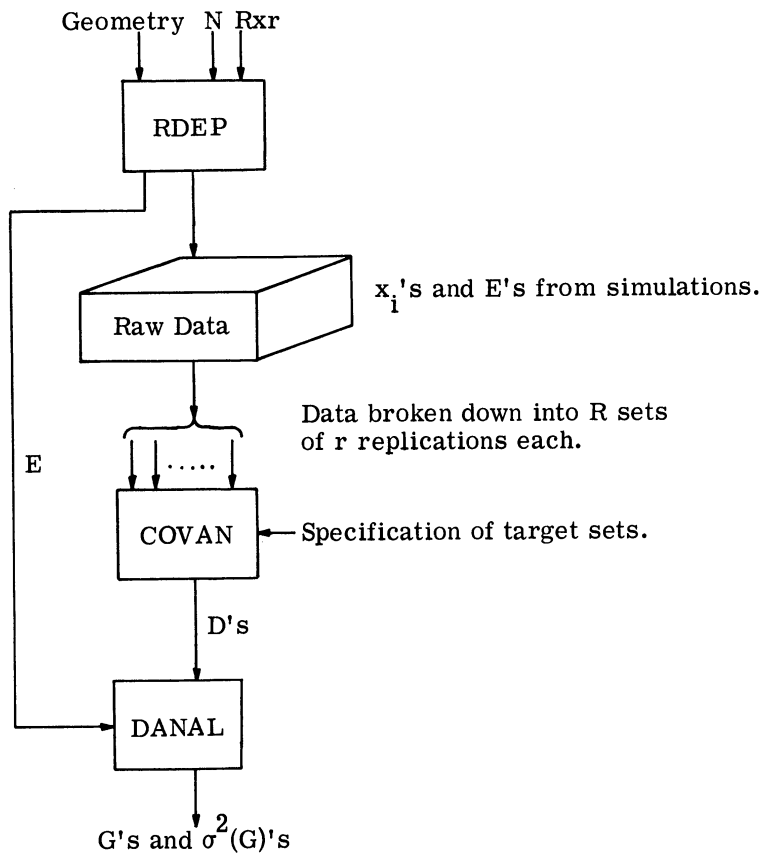 Geometry N Rxr
RDEP
x_i's and E's from simulations.
Raw Data
Data broken down into R sets
of r replications each.
E
.....
COVAN
Specification of target sets.
D's
DANAL
G's and σ²(G)'s